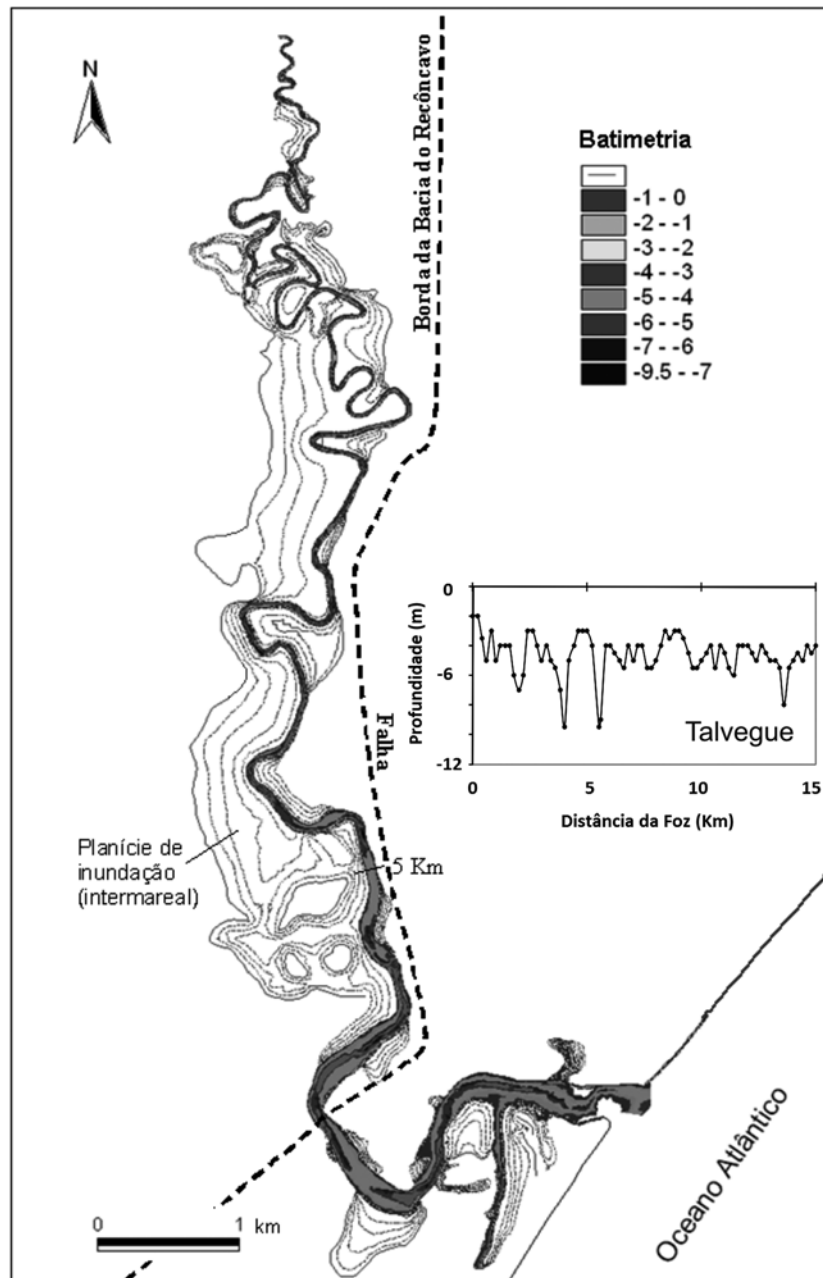 N
Borda da Bacia do Recôncavo
Batimetria
-1 - 0
-2 - -1
-3 - -2
-4 - -3
-5 - -4
-6 - -5
-7 - -6
-9.5 - -7
Falha
0
-6
-12
Profundidade (m)
Talvegue
0
5
10
15
Distância da Foz (Km)
Planície de
inundação
(intermareal)
5 Km
Oceano Atlântico
0
1
km